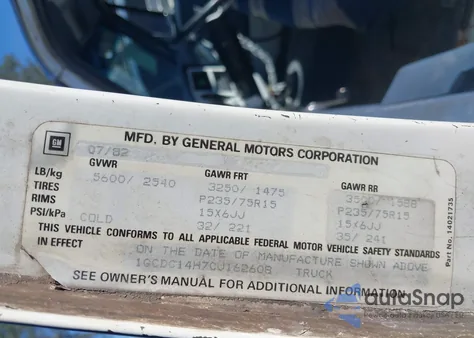 MFD. BY GENERAL MOTORS CORPORATION
GM
07/82
GVWR GAWR FRT GAWR RR
LB/kg 5600/ 2540 3250/ 1475
TIRES P235/75R15 P235/75R15
RIMS 15X6JJ 15X6JJ
PSI/kPa COLD 32/ 221 35/ 241
THIS VEHICLE CONFORMS TO ALL APPLICABLE FEDERAL MOTOR VEHICLE SAFETY STANDARDS
IN EFFECT ON THE DATE OF MANUFACTURE SHOWN ABOVE
TRUCK
SEE OWNER'S MANUAL FOR ADDITIONAL INFORMATION
Part No. 14021735
autoSnap